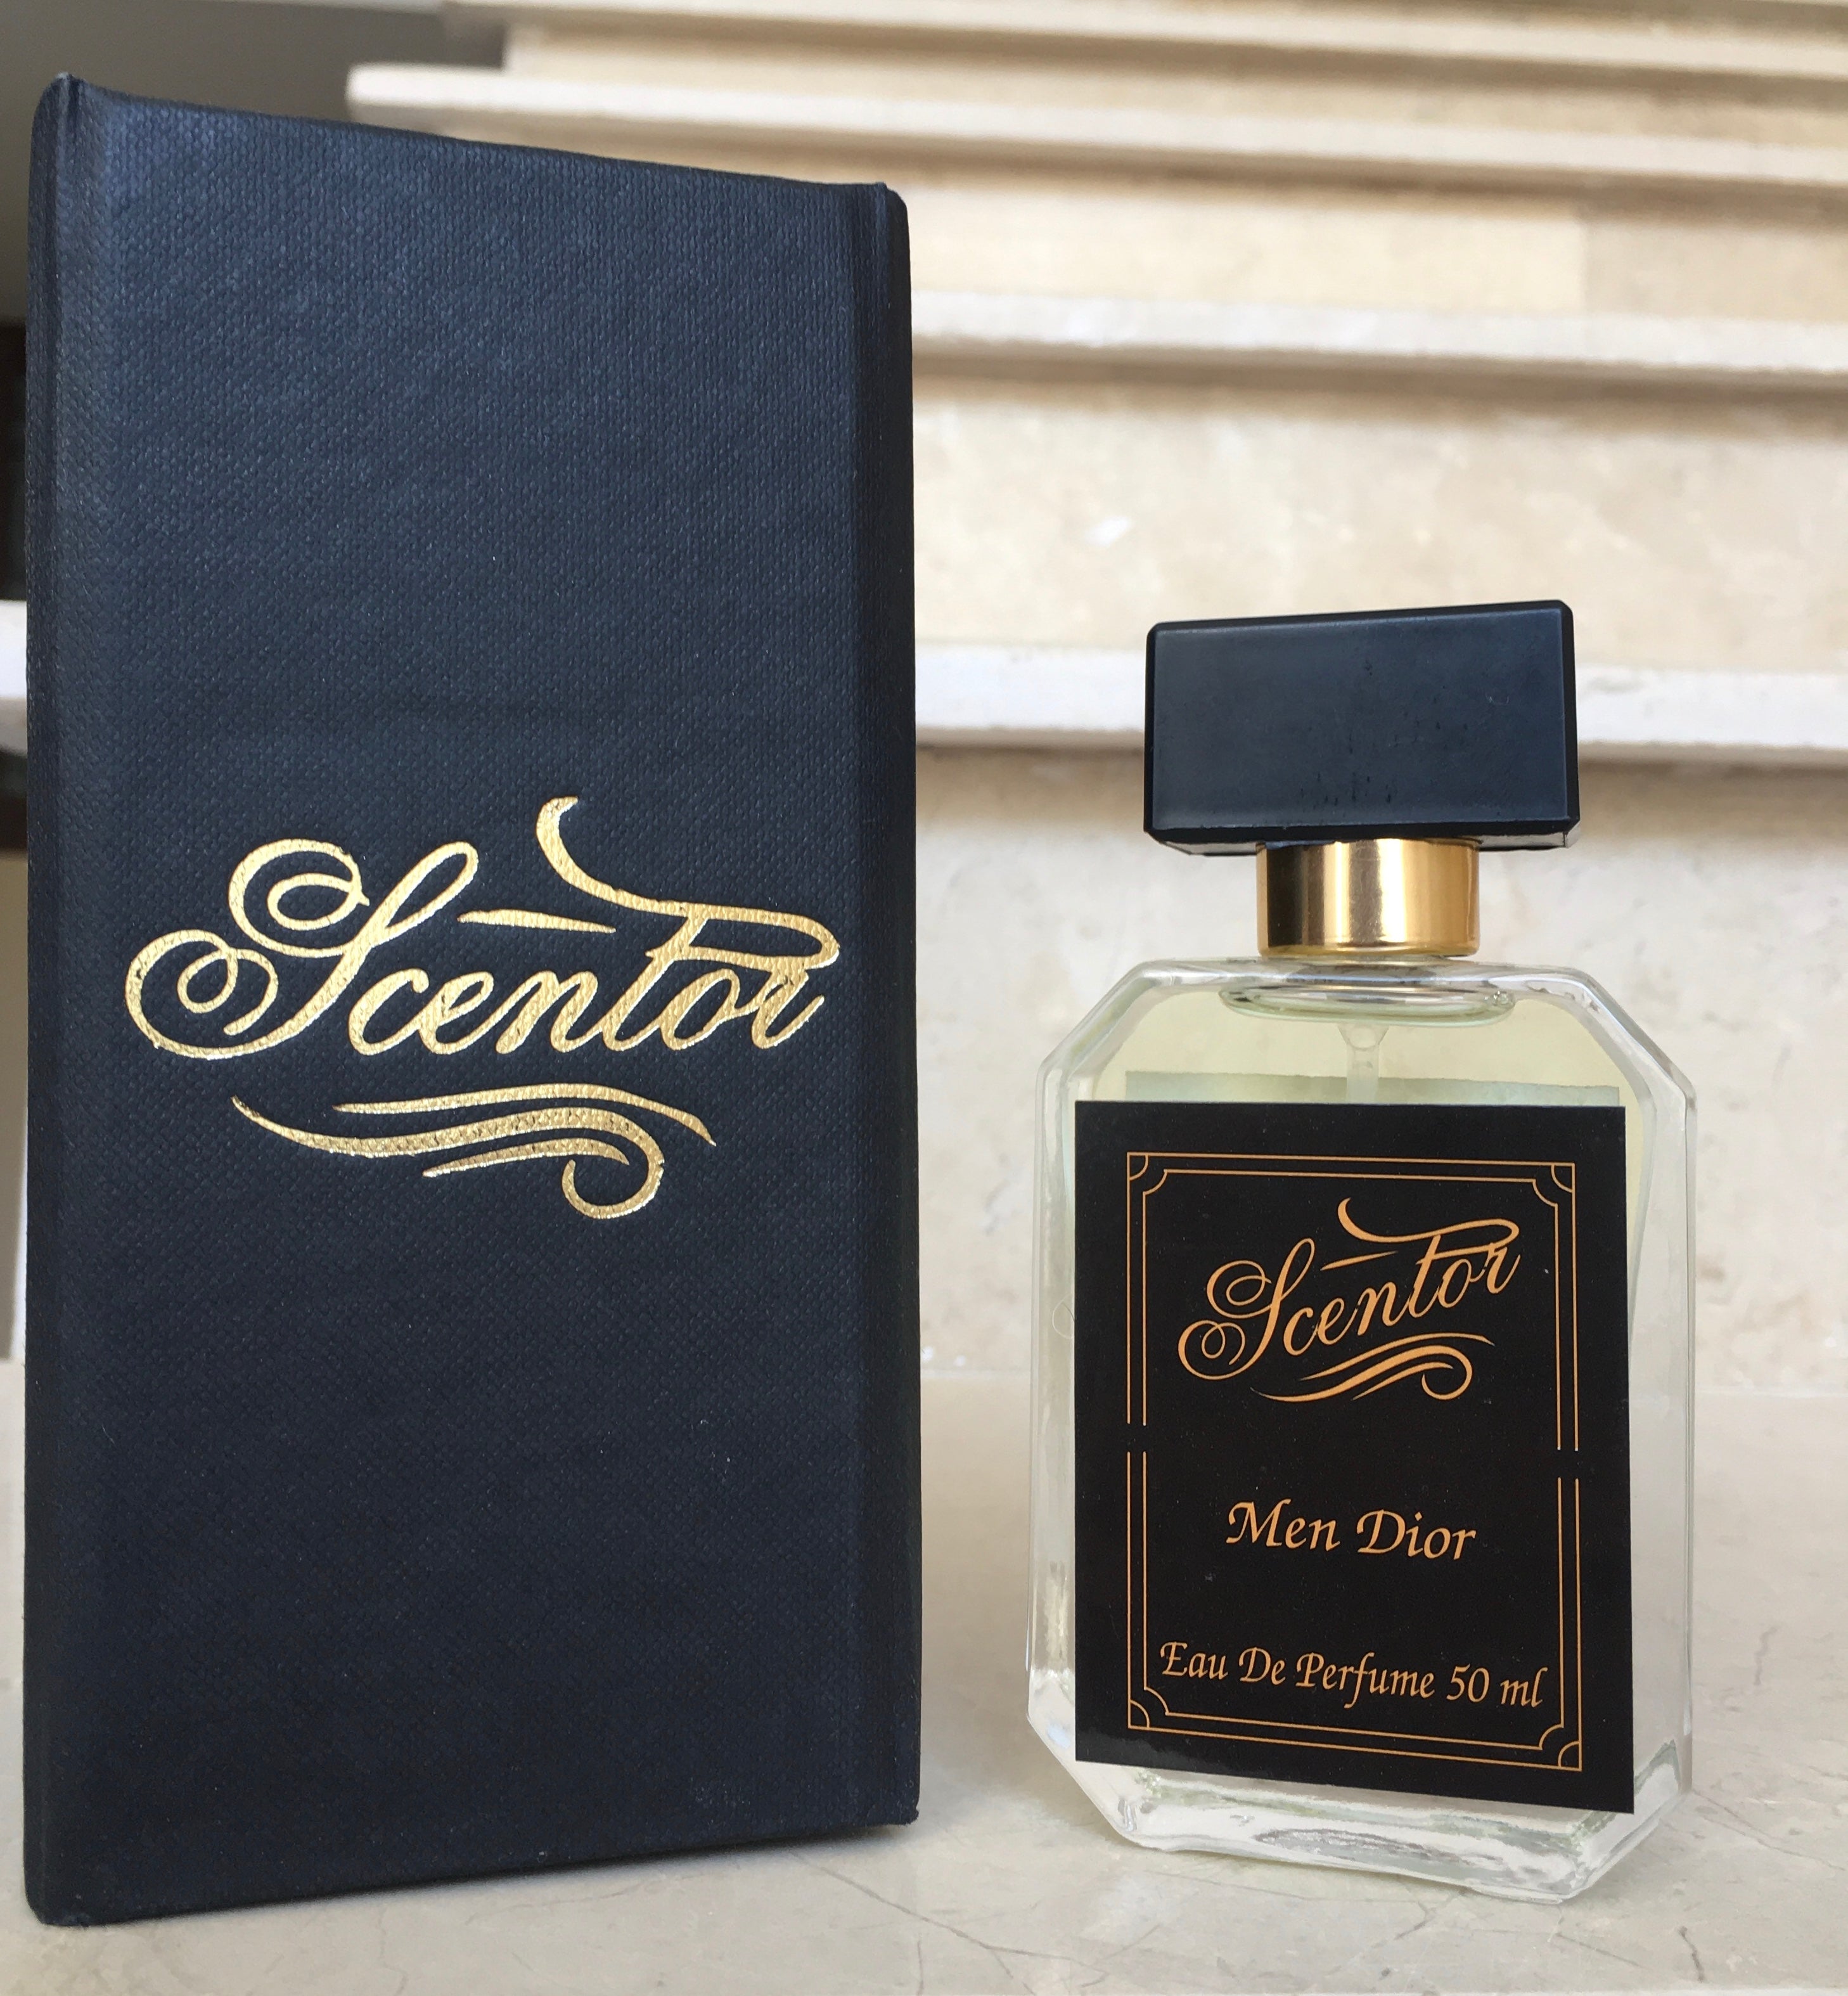 Scentor
Scentor
Men Dior
Eau De Perfume 50 ml